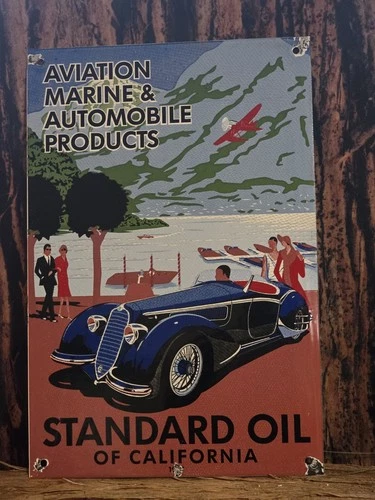 AVIATION
MARINE &
AUTOMOBILE
PRODUCTS
STANDARD OIL
OF CALIFORNIA